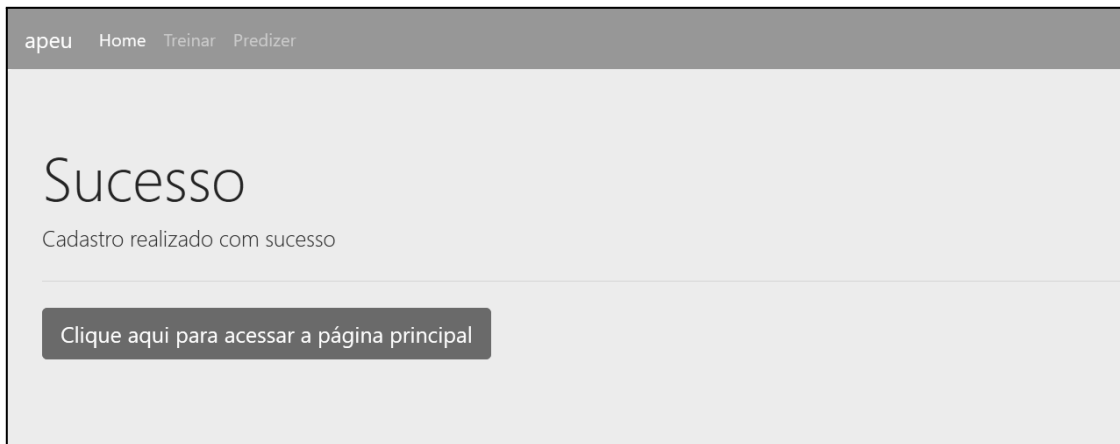 apeu Home Treinar Predizer
Sucesso
Cadastro realizado com sucesso
Clique aqui para acessar a página principal